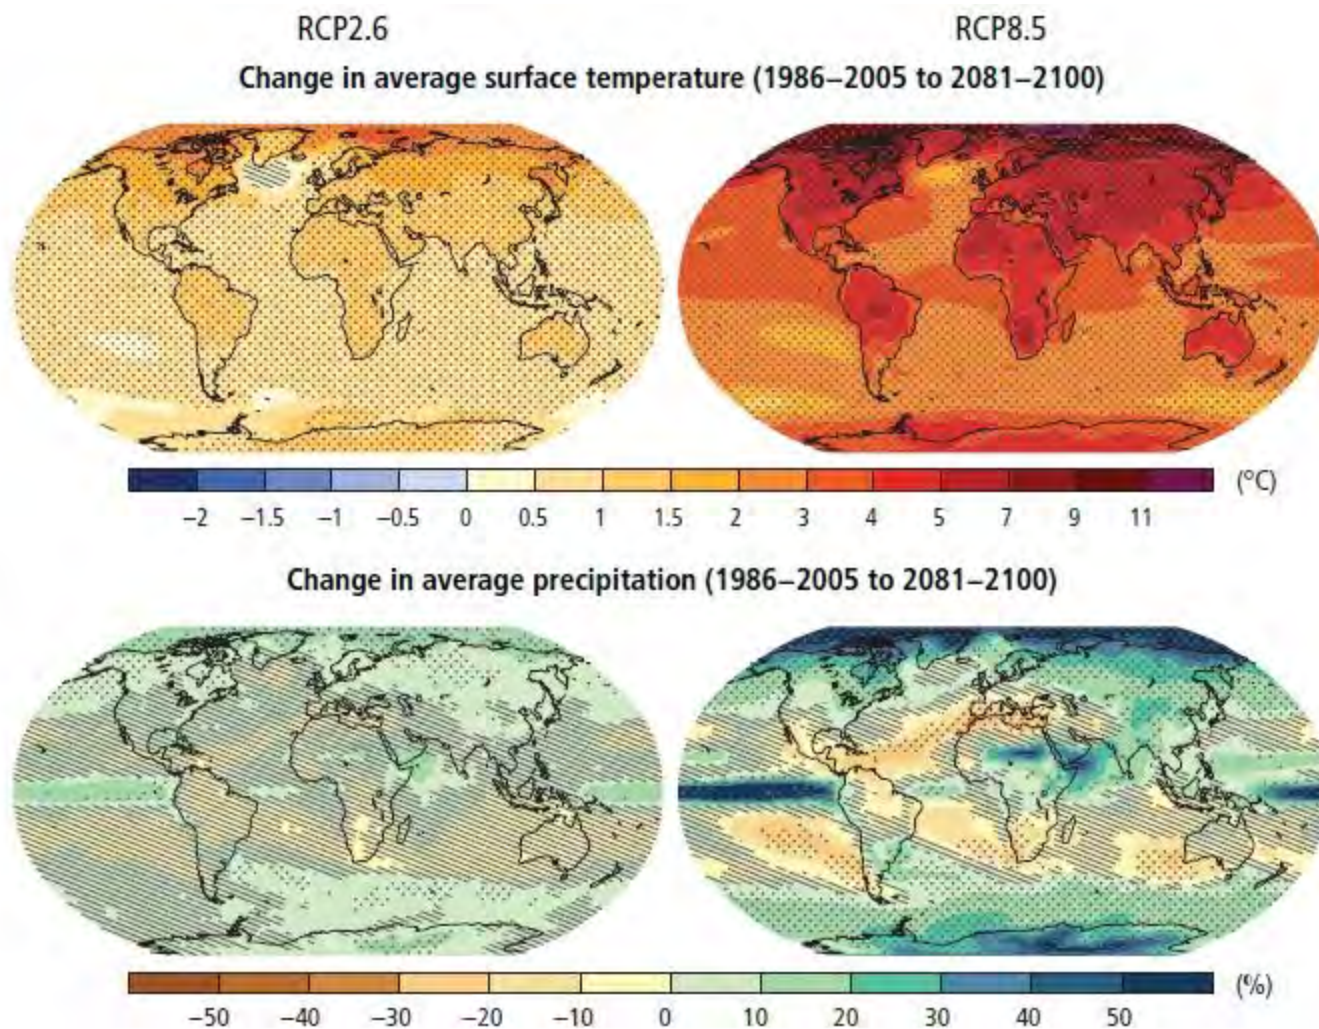 RCP2.6 RCP8.5
Change in average surface temperature (1986–2005 to 2081–2100)
(°C)
−2 −1.5 −1 −0.5 0 0.5 1 1.5 2 3 4 5 7 9 11
Change in average precipitation (1986–2005 to 2081–2100)
(%)
−50 −40 −30 −20 −10 0 10 20 30 40 50